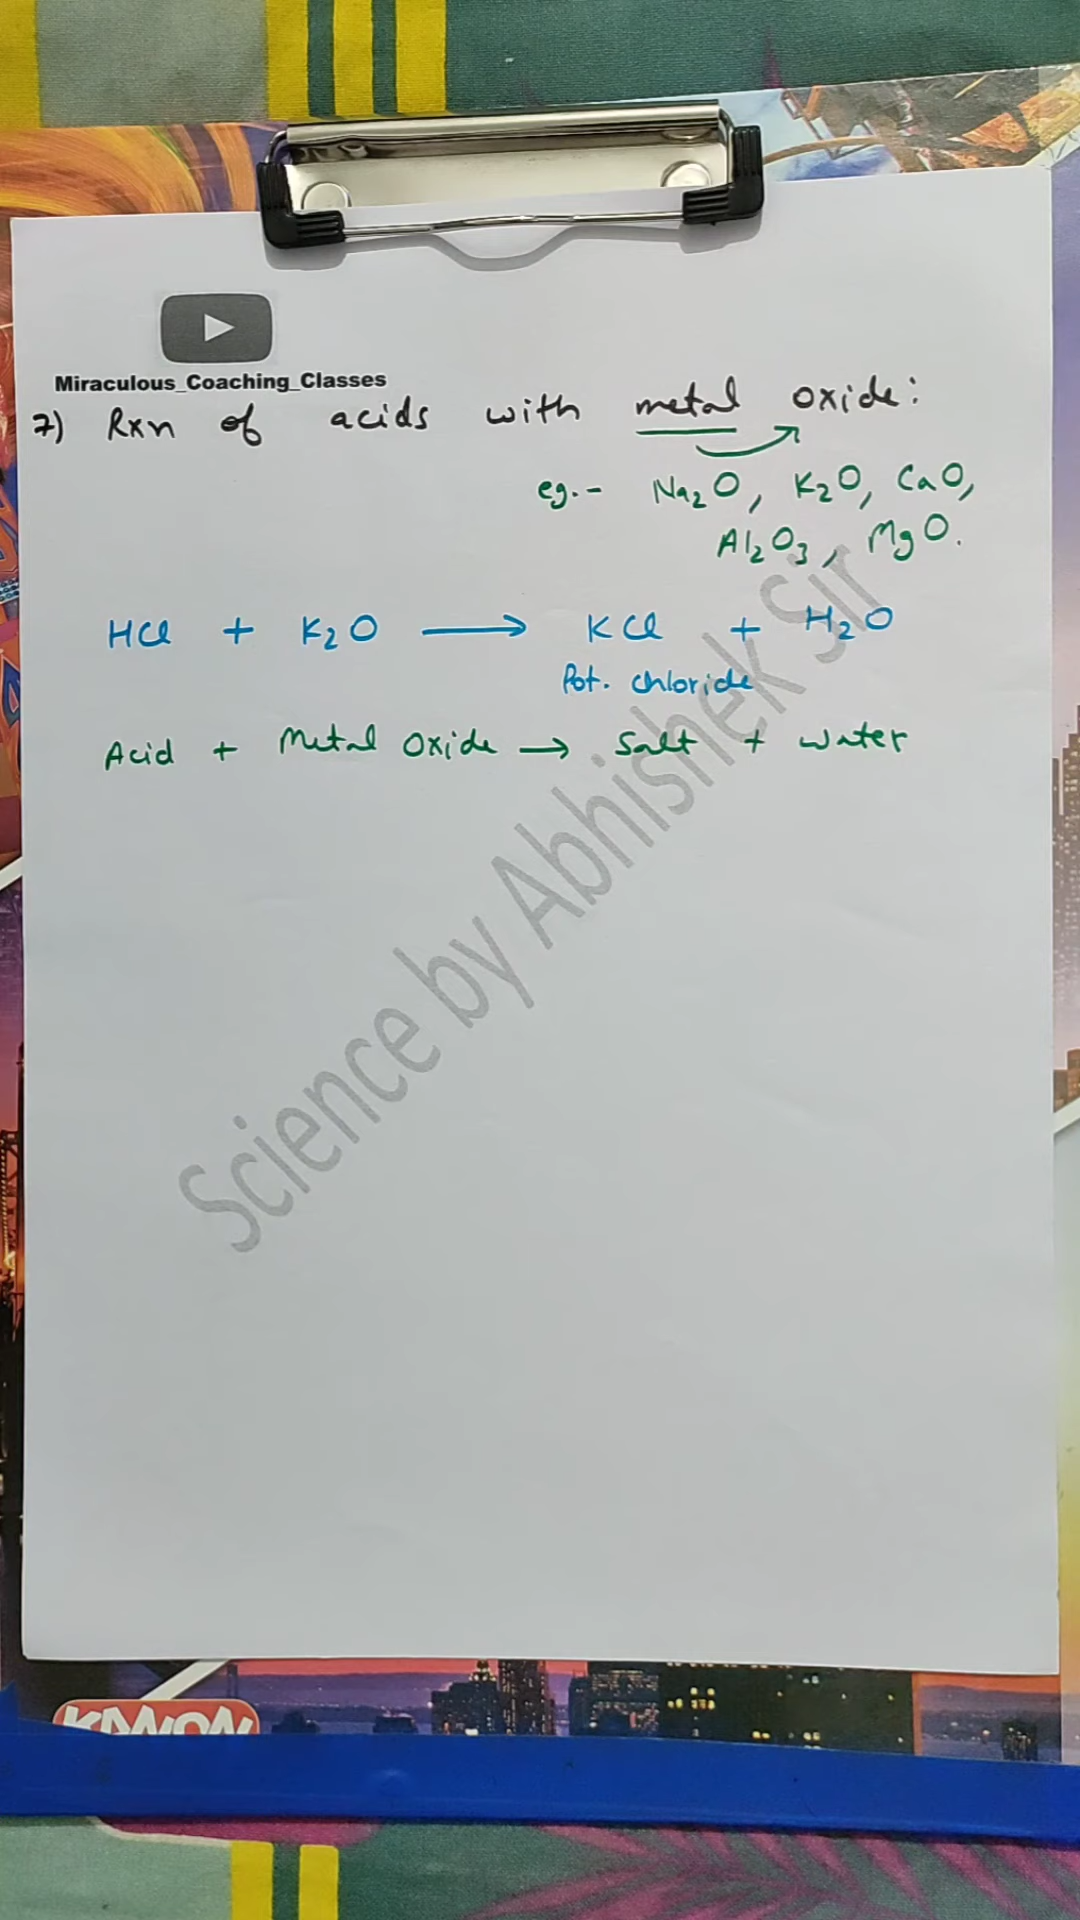 Miraculous_Coaching_Classes
7) Rxn of acids with metal oxide:
eg.- Na₂O, K₂O, CaO,
Al₂O₃, MgO.
HCl + K₂O ⟶ KCl + H₂O
Pot. chloride
Acid + Metal Oxide → Salt + Water
Science by Abhishek Sir